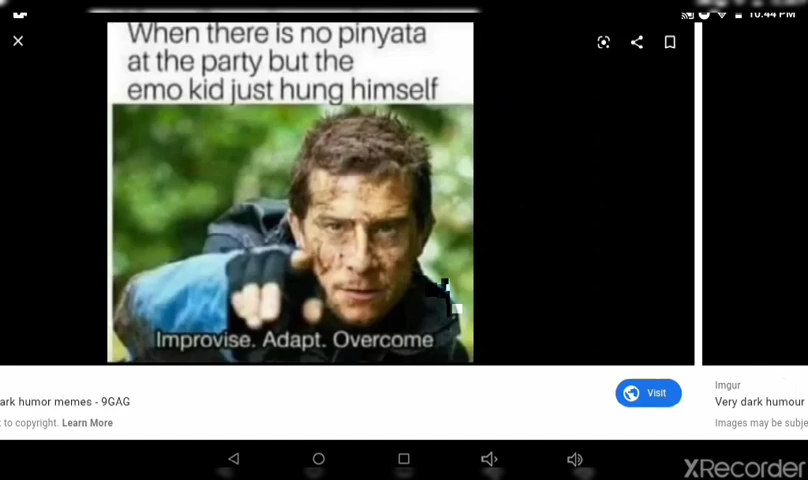 10:44 PM
When there is no pinyata
at the party but the
emo kid just hung himself
Improvise. Adapt. Overcome
ark humor memes - 9GAG
t to copyright. Learn More
Visit
Imgur
Very dark humour
Images may be subje
XRecorder